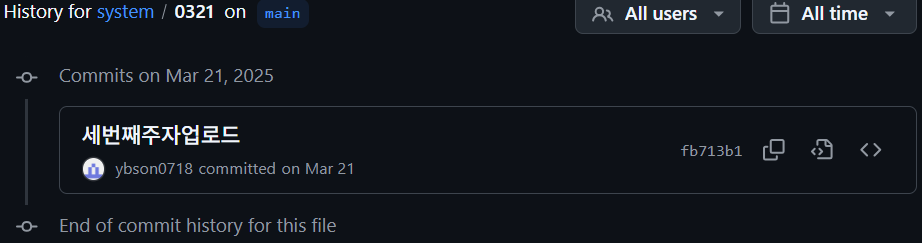 History for system / 0321 on main
All users
All time
Commits on Mar 21, 2025
세번째주자업로드
ybson0718 committed on Mar 21
fb713b1
End of commit history for this file